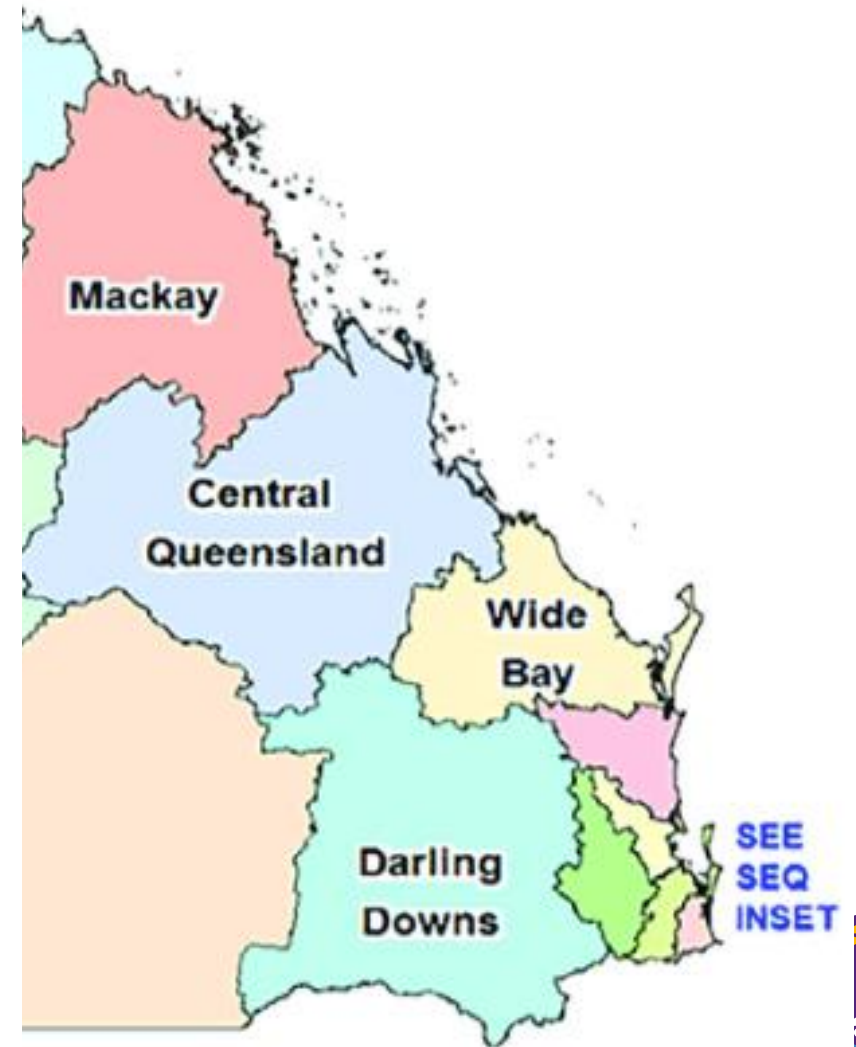 Mackay
Central
Queensland
Wide
Bay
Darling
Downs
SEE
SEQ
INSET